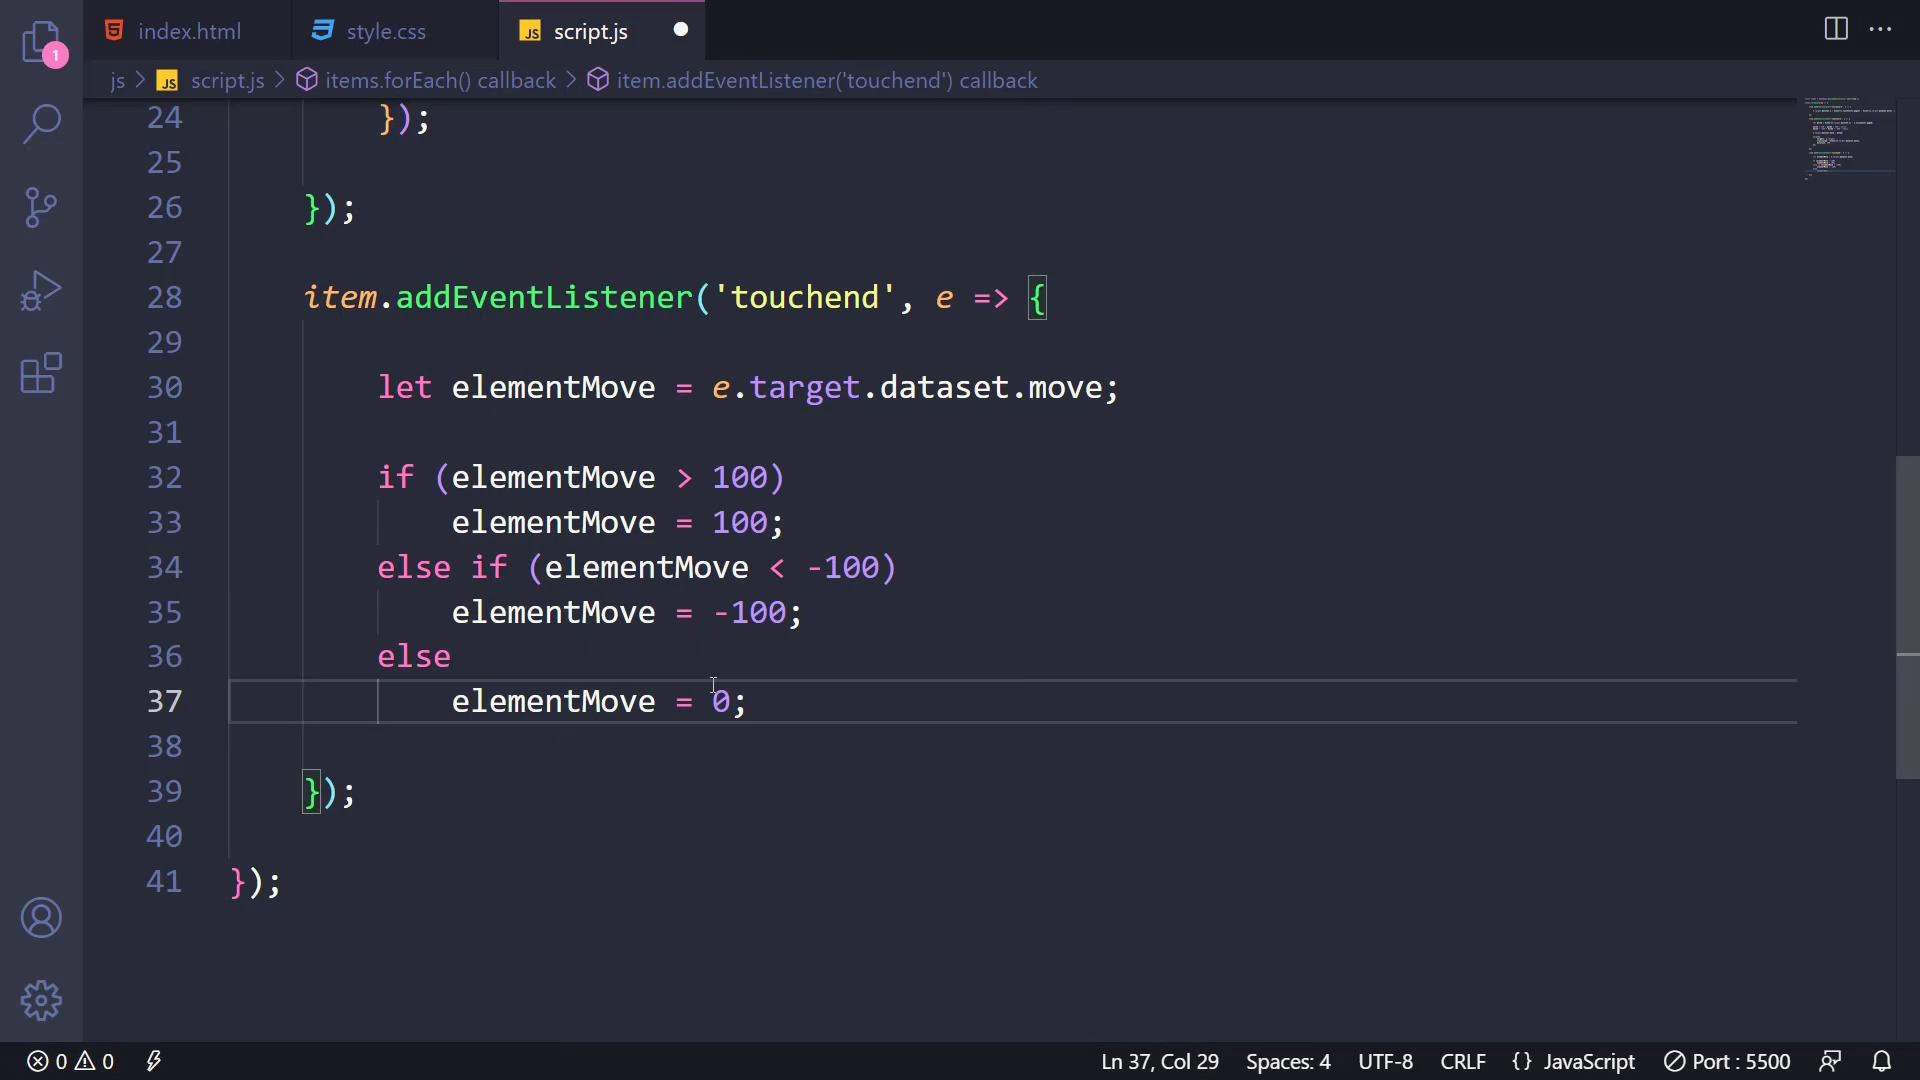 index.html style.css script.js
1
js > script.js > items.forEach() callback > item.addEventListener('touchend') callback
24 });
25
26 });
27
28 item.addEventListener('touchend', e => {
29
30 let elementMove = e.target.dataset.move;
31
32 if (elementMove > 100)
33 elementMove = 100;
34 else if (elementMove < -100)
35 elementMove = -100;
36 else
37 elementMove = 0;
38
39 });
40
41 });
0 0 Ln 37, Col 29 Spaces: 4 UTF-8 CRLF {} JavaScript Port : 5500